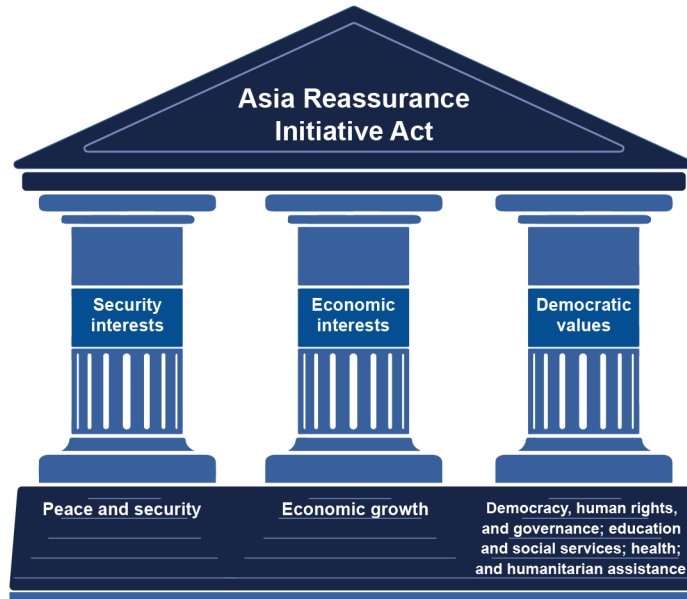 Asia Reassurance
Initiative Act
Security
interests
Economic
interests
Democratic
values
Peace and security
Economic growth
Democracy, human rights,
and governance; education
and social services; health;
and humanitarian assistance